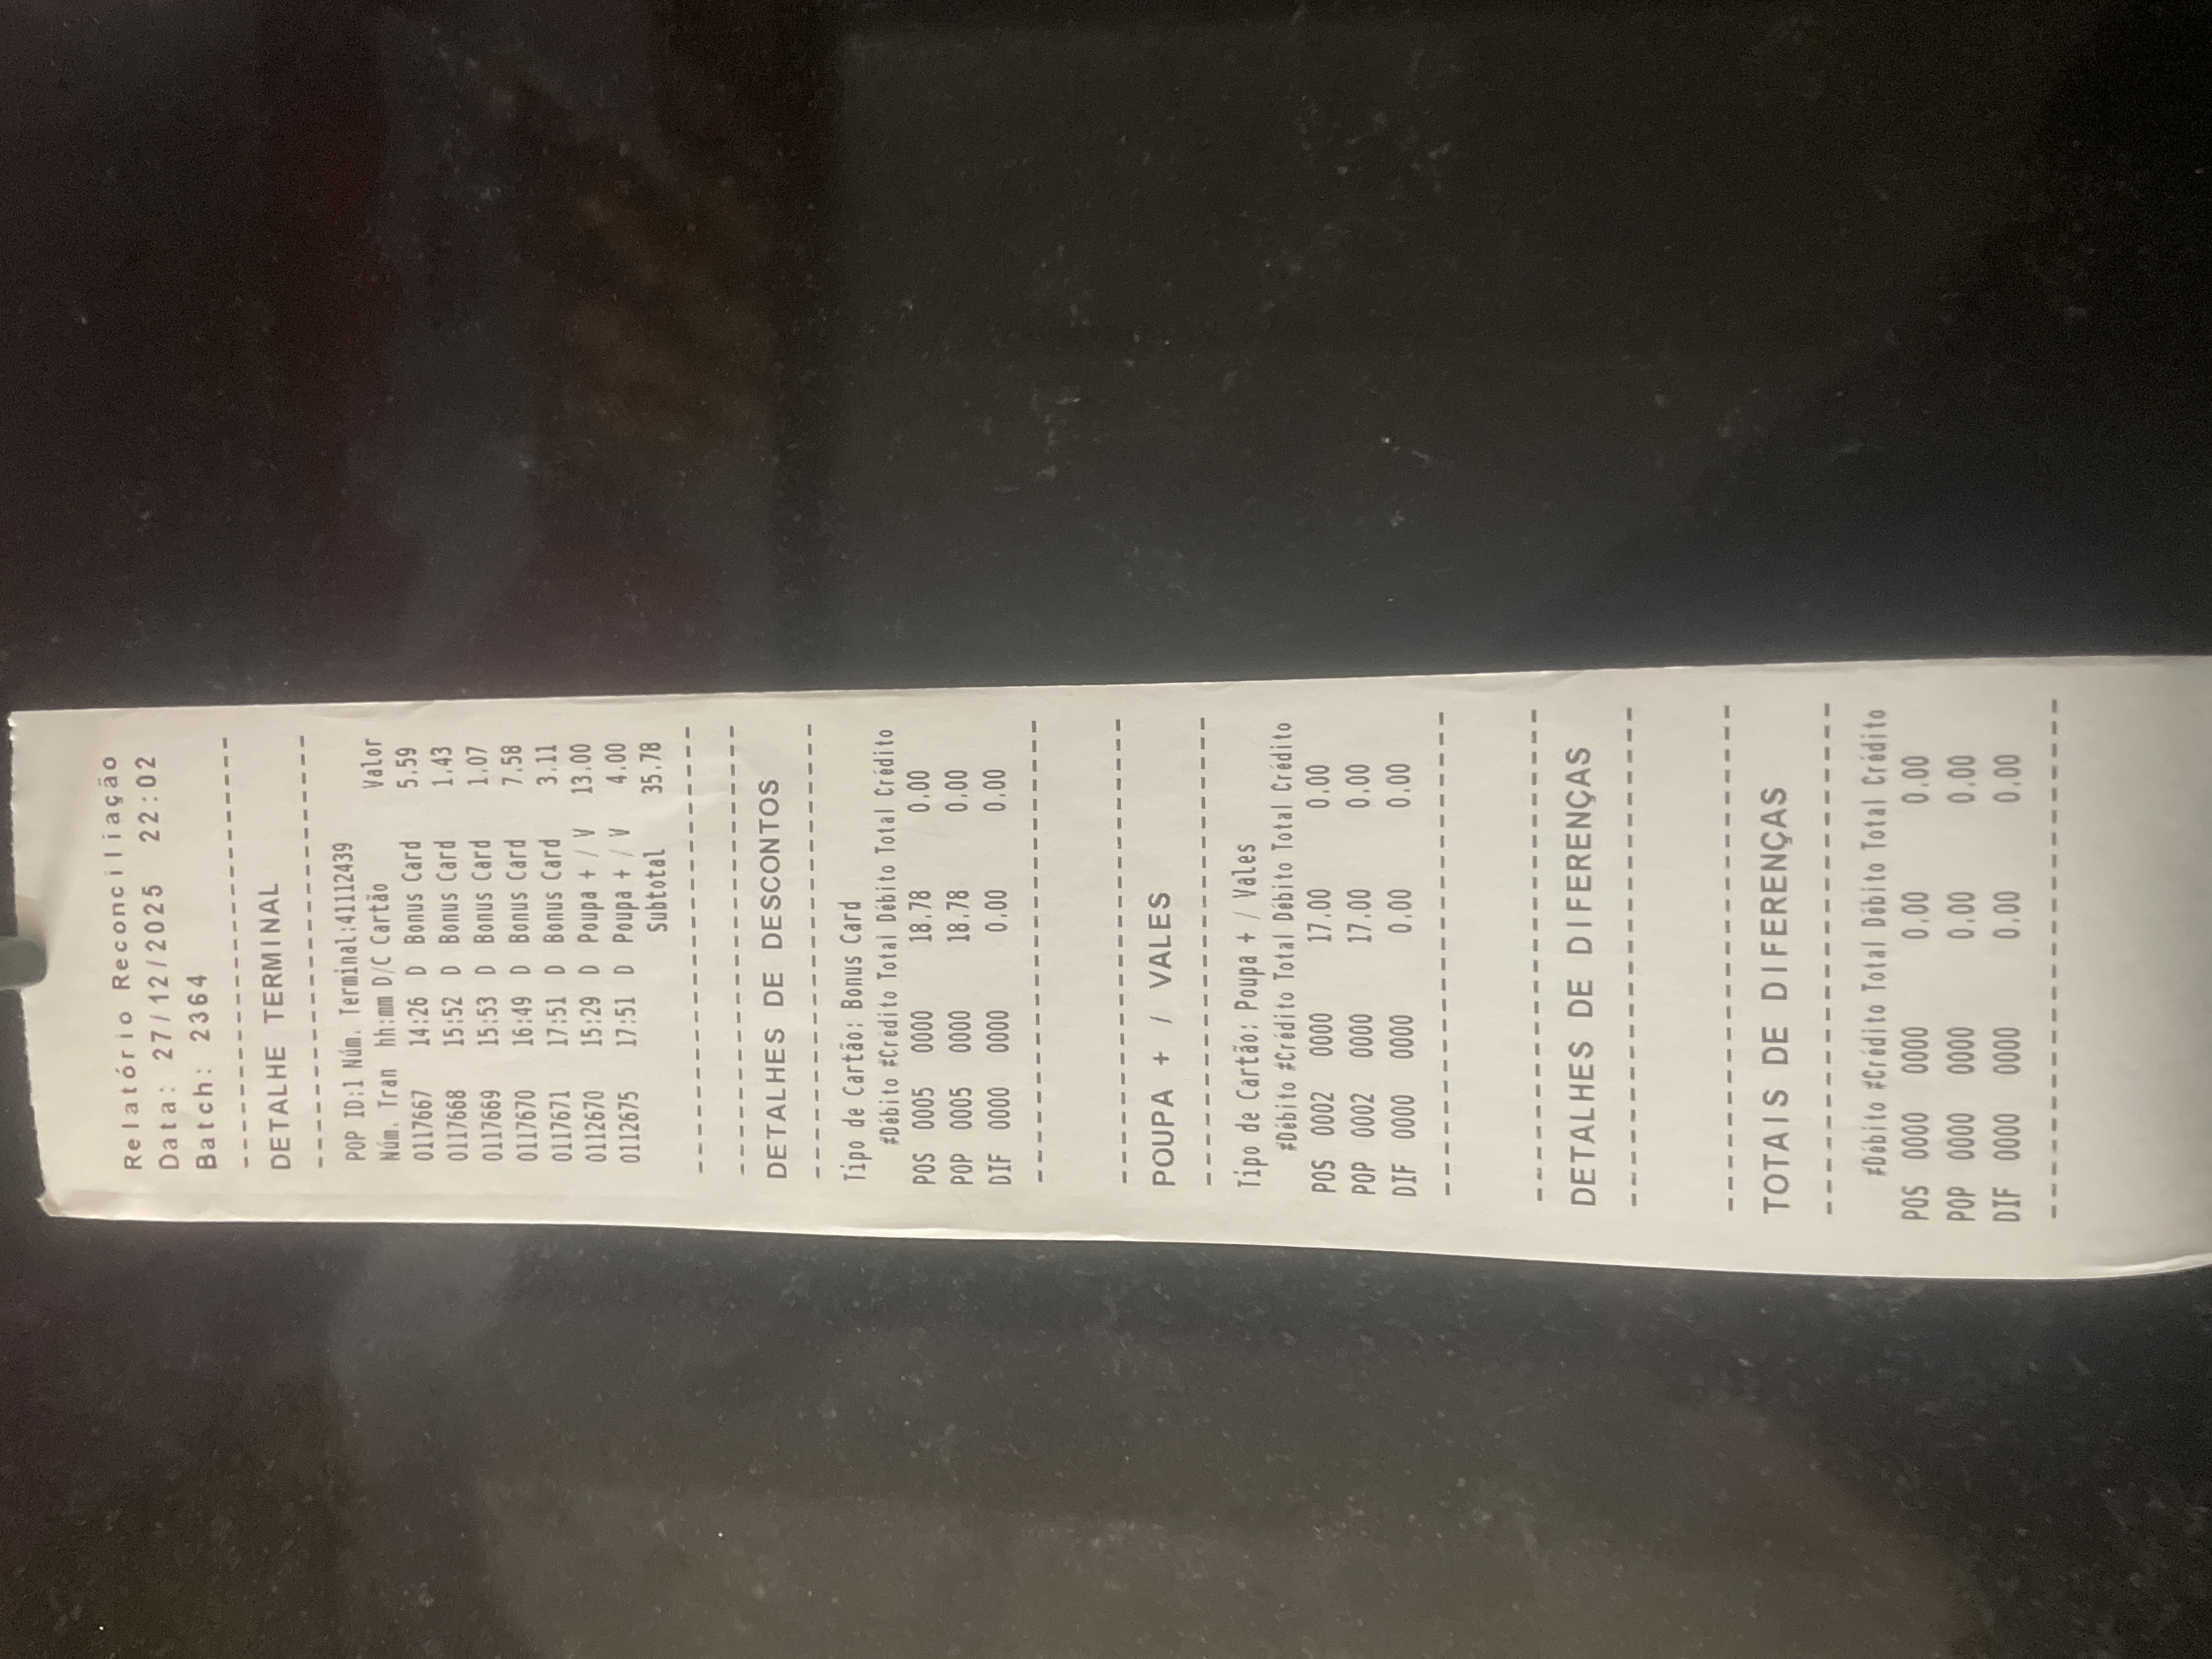 Relatório Reconciliação
Data: 27/12/2025 22:02
Batch: 2364
------------------------
DETALHE TERMINAL
------------------------
POP ID:1 Núm. Terminal:41112439
Núm. Tran hh:mm D/C Cartão Valor
0117667 14:26 D Bonus Card 5.59
0117668 15:52 D Bonus Card 1.43
0117669 15:53 D Bonus Card 1.07
0117670 16:49 D Bonus Card 7.58
0117671 17:51 D Bonus Card 3.11
0112670 15:29 D Poupa + / V 13.00
0112675 17:51 D Poupa + / V 4.00
Subtotal 35.78
------------------------
------------------------
DETALHES DE DESCONTOS
------------------------
Tipo de Cartão: Bonus Card
#Débito #Crédito Total Débito Total Crédito
POS 0005 0000 18.78 0.00
POP 0005 0000 18.78 0.00
DIF 0000 0000 0.00 0.00
------------------------
------------------------
POUPA + / VALES
------------------------
Tipo de Cartão: Poupa + / Vales
#Débito #Crédito Total Débito Total Crédito
POS 0002 0000 17.00 0.00
POP 0002 0000 17.00 0.00
DIF 0000 0000 0.00 0.00
------------------------
------------------------
DETALHES DE DIFERENÇAS
------------------------
------------------------
TOTAIS DE DIFERENÇAS
------------------------
#Débito #Crédito Total Débito Total Crédito
POS 0000 0000 0.00 0.00
POP 0000 0000 0.00 0.00
DIF 0000 0000 0.00 0.00
------------------------